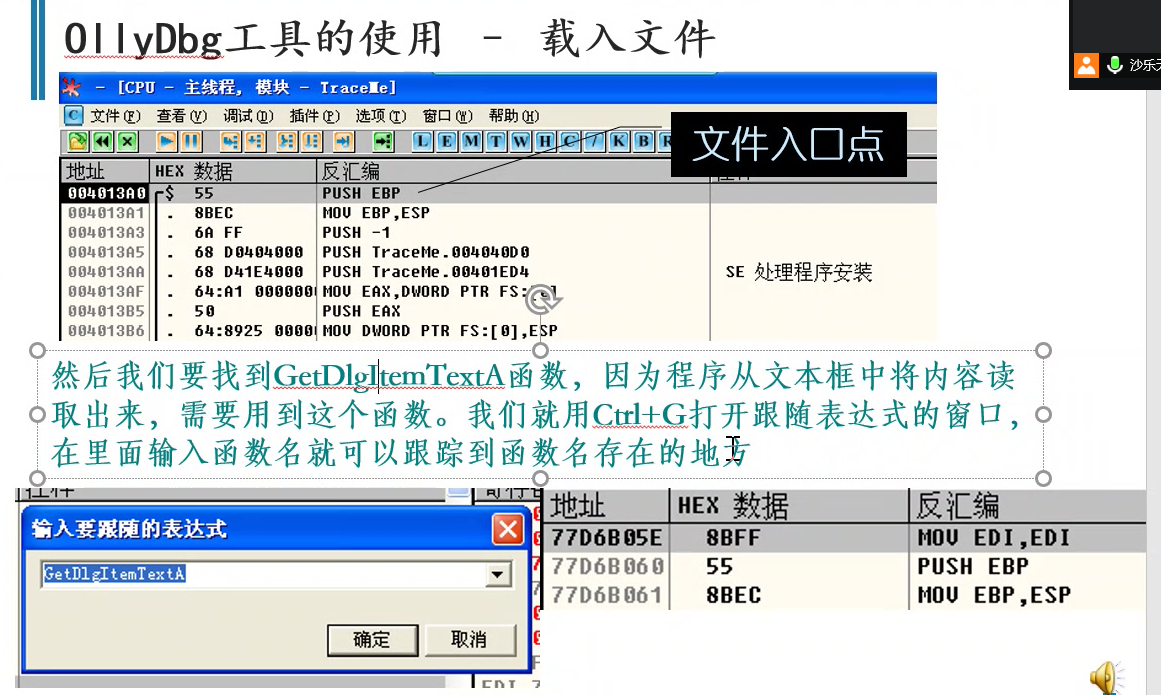 OllyDbg工具的使用 - 载入文件
沙乐天
- [CPU - 主线程, 模块 - TraceMe]
C 文件(F) 查看(V) 调试(D) 插件(P) 选项(T) 窗口(W) 帮助(H)
L E M T W H C / K B R
文件入口点
地址 HEX 数据 反汇编
004013A0 $ 55 PUSH EBP
004013A1 . 8BEC MOV EBP,ESP
004013A3 . 6A FF PUSH -1
004013A5 . 68 D0404000 PUSH TraceMe.004040D0
004013AA . 68 D41E4000 PUSH TraceMe.00401ED4 SE 处理程序安装
004013AF . 64:A1 000000 MOV EAX,DWORD PTR FS:[0]
004013B5 . 50 PUSH EAX
004013B6 . 64:8925 0000 MOV DWORD PTR FS:[0],ESP
然后我们要找到GetDlgItemTextA函数，因为程序从文本框中将内容读
取出来，需要用到这个函数。我们就用Ctrl+G打开跟随表达式的窗口，
在里面输入函数名就可以跟踪到函数名存在的地方
输入要跟随的表达式
GetDlgItemTextA
确定 取消
地址 HEX 数据 反汇编
77D6B05E 8BFF MOV EDI,EDI
77D6B060 55 PUSH EBP
77D6B061 8BEC MOV EBP,ESP